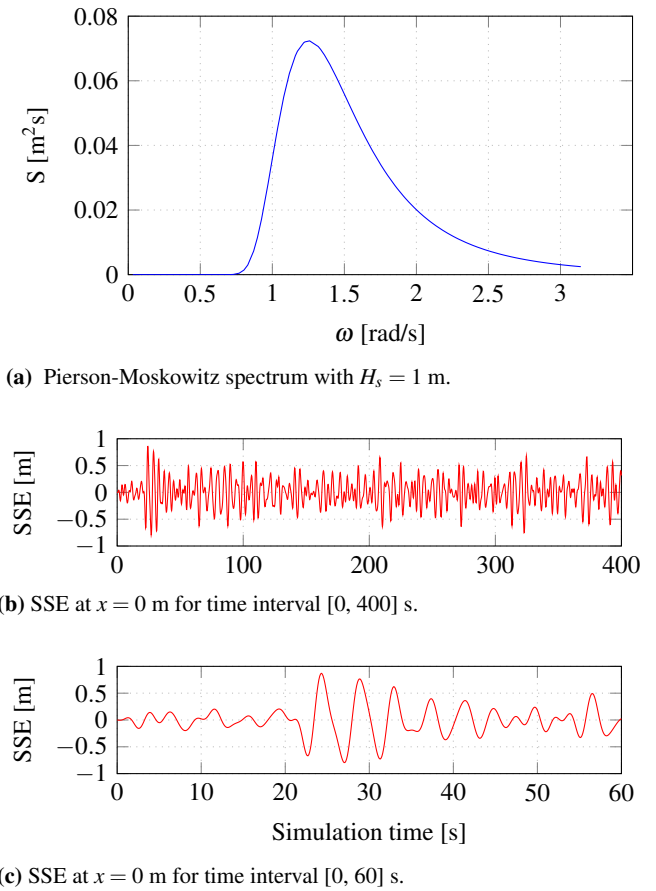 0.08
0.06
0.04
0.02
0
S [m²s]
0 0.5 1 1.5 2 2.5 3
ω [rad/s]
(a) Pierson-Moskowitz spectrum with Hₛ = 1 m.
1
0.5
0
−0.5
−1
SSE [m]
0 100 200 300 400
(b) SSE at x = 0 m for time interval [0, 400] s.
1
0.5
0
−0.5
−1
SSE [m]
0 10 20 30 40 50 60
Simulation time [s]
(c) SSE at x = 0 m for time interval [0, 60] s.